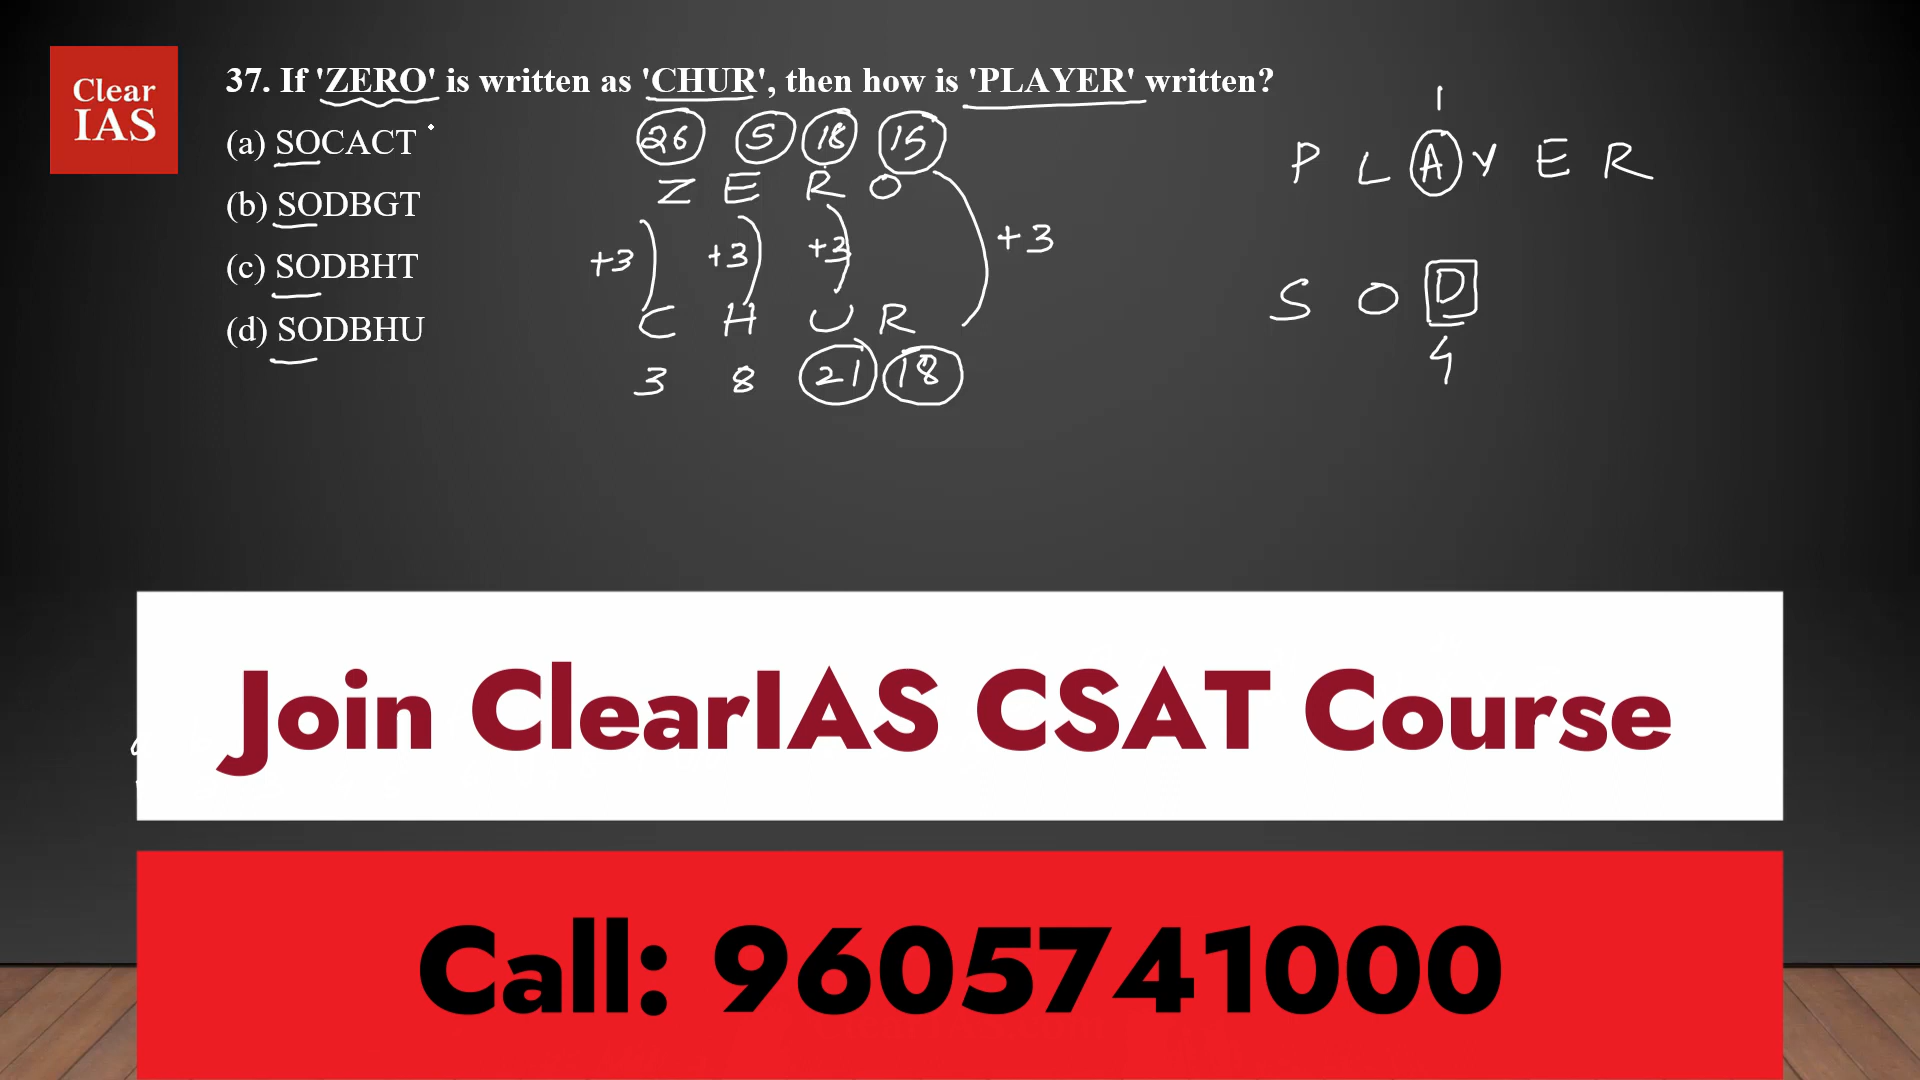 Clear
IAS
37. If 'ZERO' is written as 'CHUR', then how is 'PLAYER' written?
(a) SOCACT
(b) SODBGT
(c) SODBHT
(d) SODBHU
26 5 18 15
Z E R O
+3 +3 +3 +3
C H U R
3 8 21 18
1
P L A Y E R
S O D
4
Join ClearIAS CSAT Course
Call: 9605741000